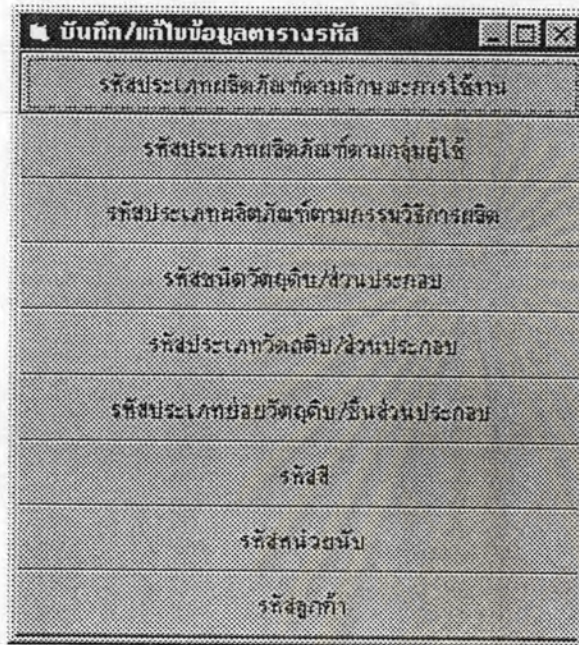 บันทึก/แก้ไขข้อมูลตารางรหัส
รหัสประเภทผลิตภัณฑ์ตามลักษณะการใช้งาน
รหัสประเภทผลิตภัณฑ์ตามกลุ่มผู้ใช้
รหัสประเภทผลิตภัณฑ์ตามกรรมวิธีการผลิต
รหัสชนิดวัตถุดิบ/ส่วนประกอบ
รหัสประเภทวัตถุดิบ/ส่วนประกอบ
รหัสประเภทย่อยวัตถุดิบ/ชิ้นส่วนประกอบ
รหัสสี
รหัสหน่วยนับ
รหัสลูกค้า